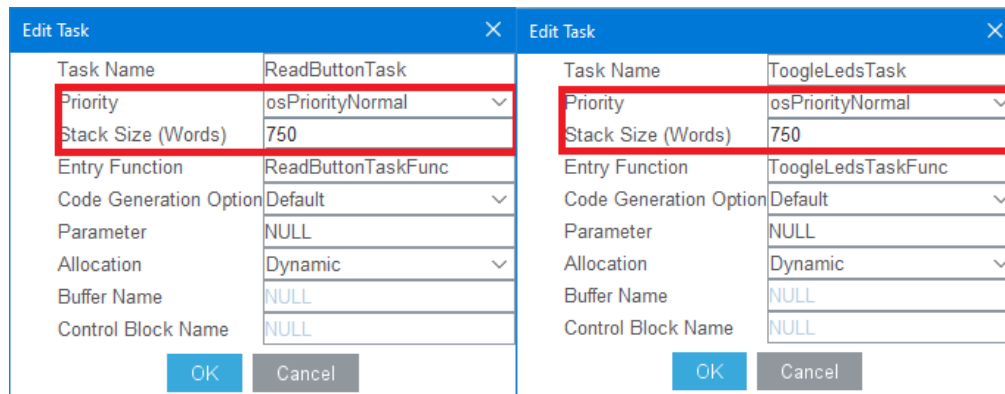 Edit Task
Task Name ReadButtonTask
Priority osPriorityNormal
Stack Size (Words) 750
Entry Function ReadButtonTaskFunc
Code Generation Option Default
Parameter NULL
Allocation Dynamic
Buffer Name NULL
Control Block Name NULL
OK Cancel
Edit Task
Task Name ToogleLedsTask
Priority osPriorityNormal
Stack Size (Words) 750
Entry Function ToogleLedsTaskFunc
Code Generation Option Default
Parameter NULL
Allocation Dynamic
Buffer Name NULL
Control Block Name NULL
OK Cancel